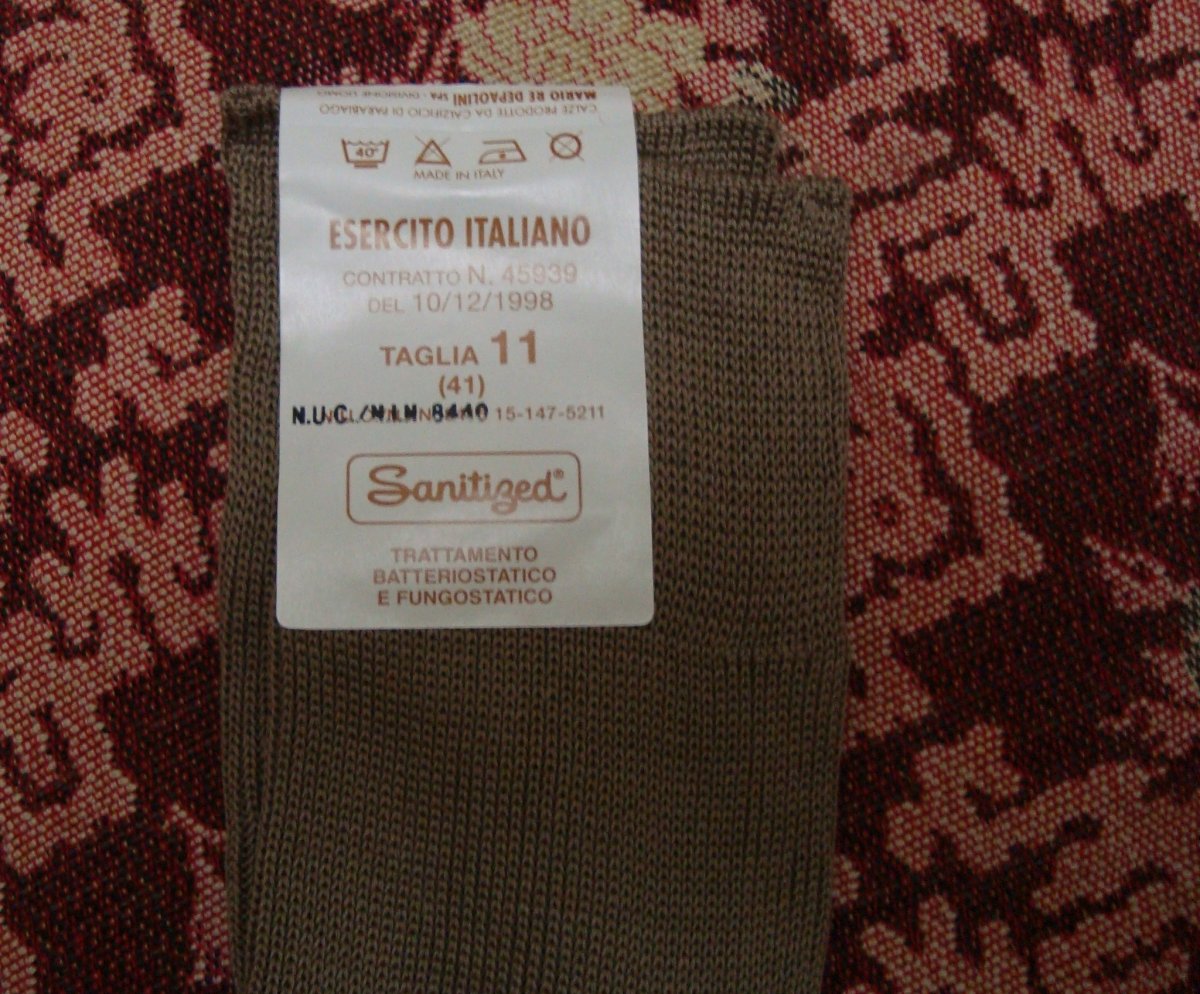 CALZE PRODOTTE DA CALZIFICIO DI PARABIAGO
MARIO RE DEPAOLINI SPA - DIVISIONE UOMO
40°
MADE IN ITALY
ESERCITO ITALIANO
CONTRATTO N. 45939
DEL 10/12/1998
TAGLIA 11
(41)
N.U.C./N.I.N 8440 15-147-5211
Sanitized®
TRATTAMENTO
BATTERIOSTATICO
E FUNGOSTATICO